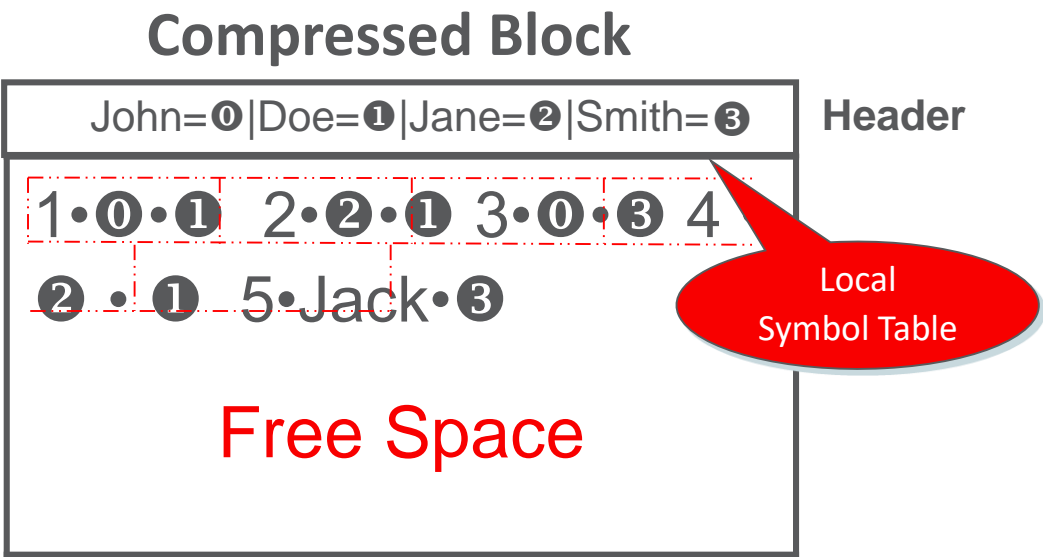 Compressed Block
John=⓿|Doe=❶|Jane=❷|Smith=❸
Header
1•⓿•❶ 2•❷•❶ 3•⓿•❸ 4
❷•❶ 5•Jack•❸
Local
Symbol Table
Free Space